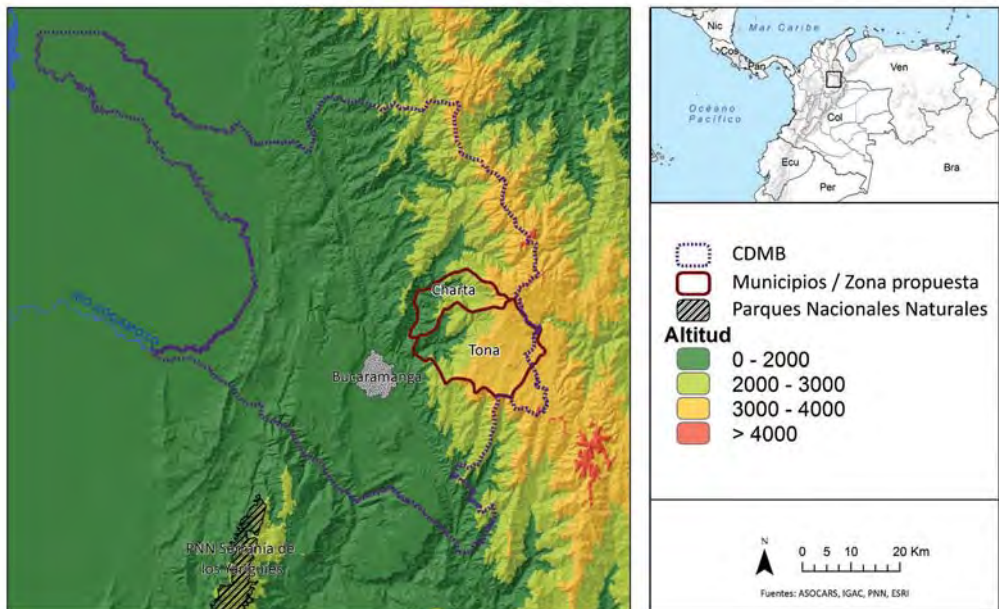 Charta
Tona
Bucaramanga
RIO SOGAMOSO
PNN Serranía de
los Yariguíes
Nic
Mar Caribe
Cos
Pan
Ven
Océano
Pacífico
Col
Ecu
Per
Bra
CDMB
Municipios / Zona propuesta
Parques Nacionales Naturales
Altitud
0 - 2000
2000 - 3000
3000 - 4000
> 4000
N
0 5 10 20 Km
Fuentes: ASOCARS, IGAC, PNN, ESRI